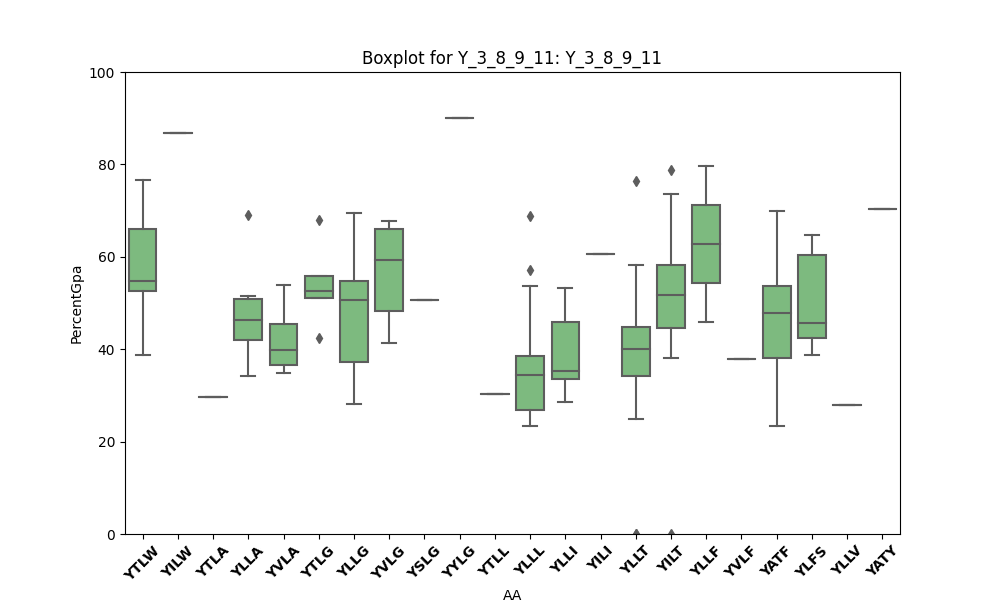 Boxplot for Y_3_8_9_11: Y_3_8_9_11
100
80
60
40
20
0
PercentGpa
YTLW YILW YTLA YLLA YVLA YTLG YLLG YVLG YSLG YYLG YTLL YLLL YLLI YILI YLLT YILT YLLF YVLF YATF YLFS YLLV YATY
AA